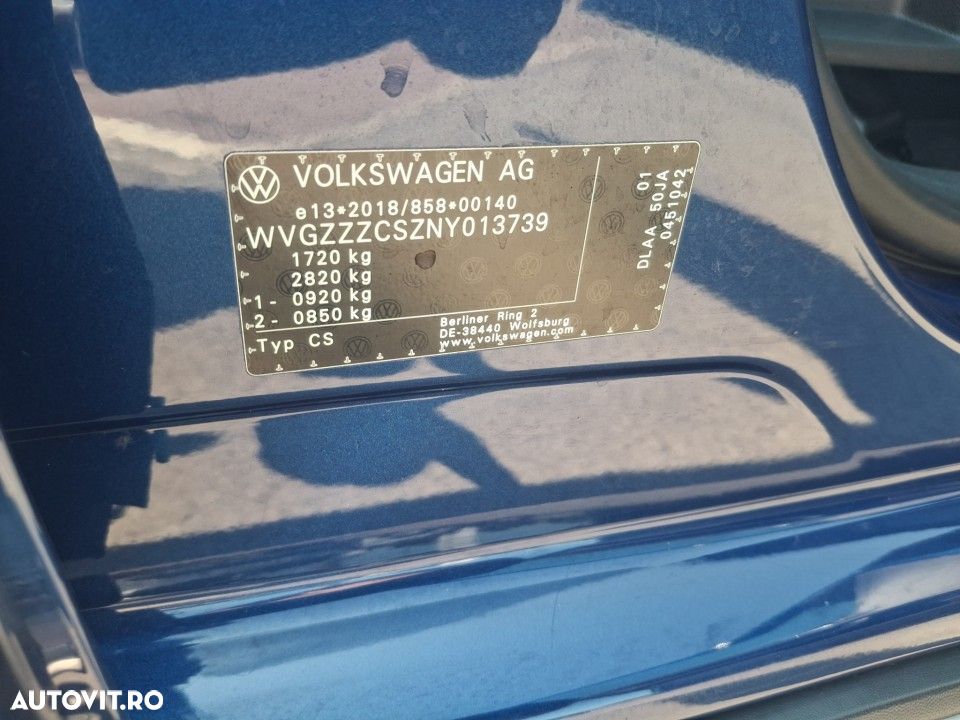 VOLKSWAGEN AG
e13*2018/858*00140
WVGZZZCSZNY013739
1720 kg
2820 kg
1- 0920 kg
2- 0850 kg
Typ CS
Berliner Ring 2
DE-38440 Wolfsburg
www.volkswagen.com
01
DLAA 50JA
0451042
AUTOVIT.RO